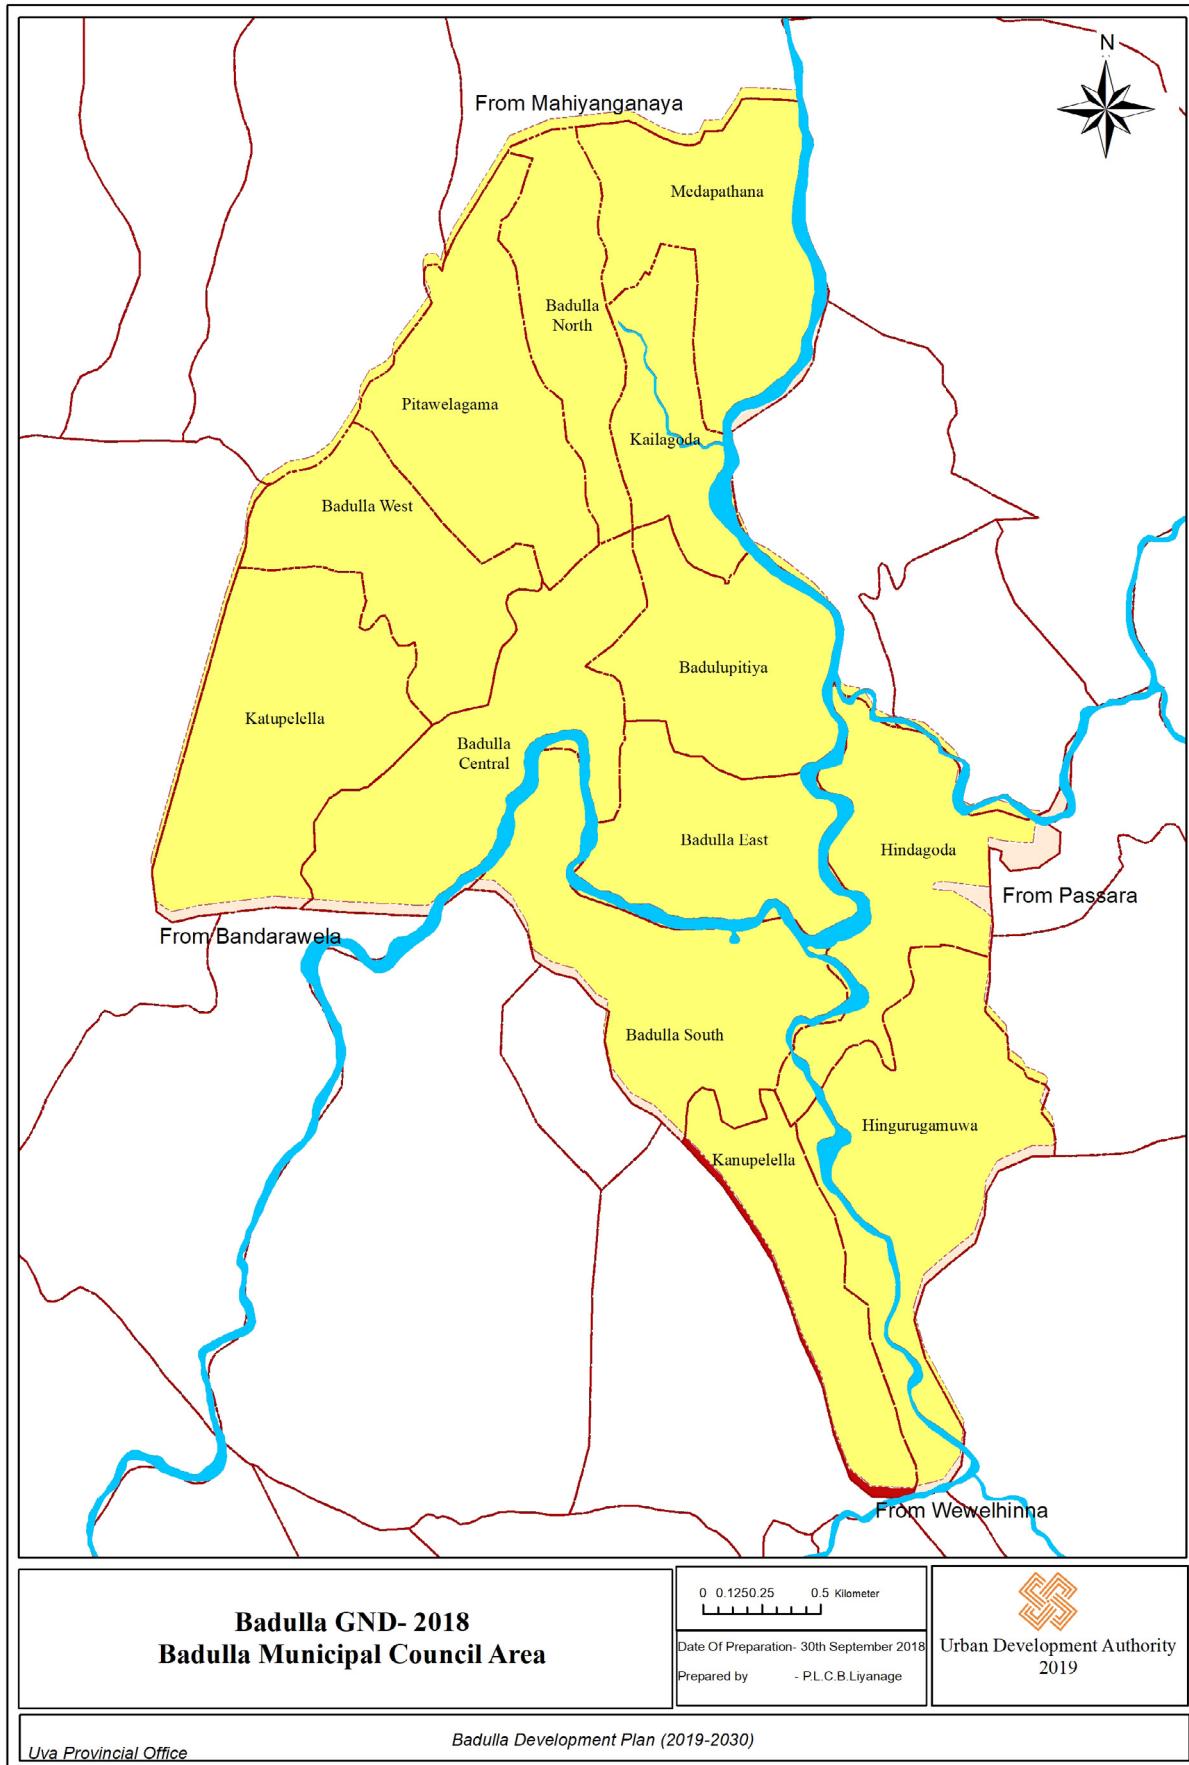 N
From Mahiyanganaya
Medapathana
Badulla
North
Pitawelagama
Kailagoda
Badulla West
Badulupitiya
Katupelella
Badulla
Central
Badulla East
Hindagoda
From Passara
From Bandarawela
Badulla South
Hingurugamuwa
Kanupelella
From Wewelhinna
Badulla GND- 2018
Badulla Municipal Council Area
0 0.1250.25 0.5 Kilometer
Date Of Preparation- 30th September 2018
Prepared by - P.L.C.B.Liyanage
Urban Development Authority
2019
Badulla Development Plan (2019-2030)
Uva Provincial Office